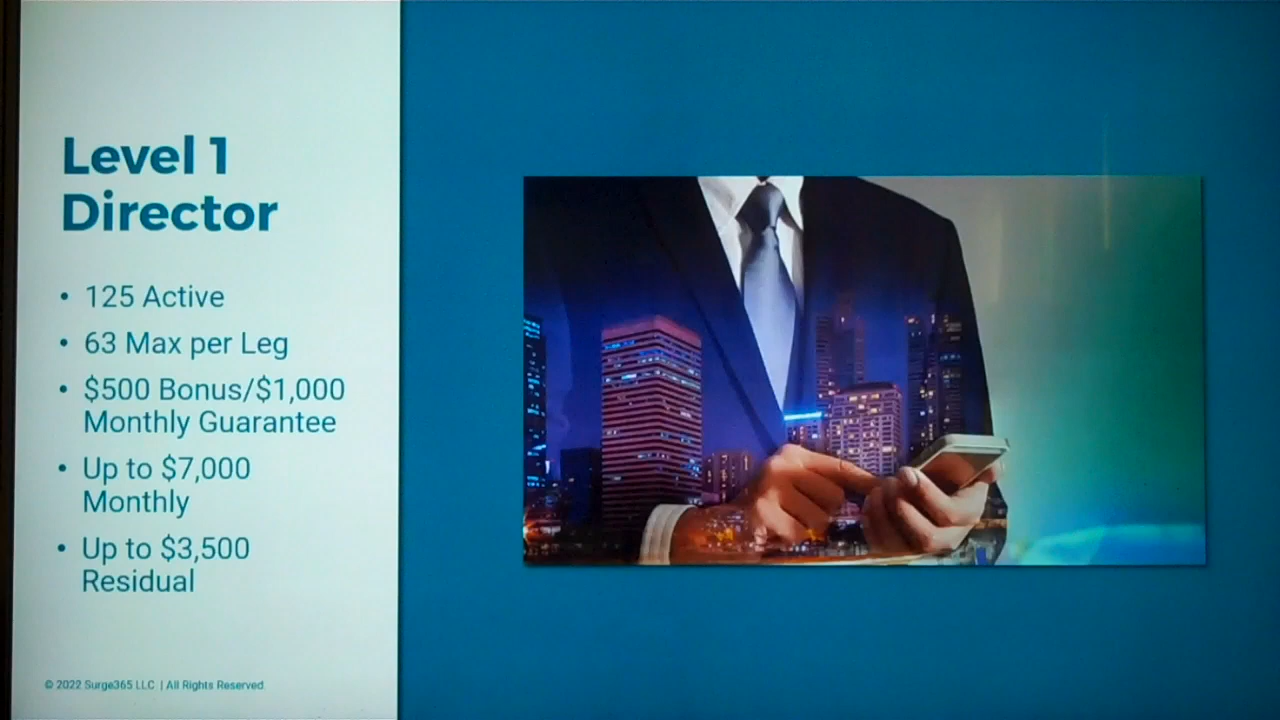 Level 1
Director
• 125 Active
• 63 Max per Leg
• $500 Bonus/$1,000
Monthly Guarantee
• Up to $7,000
Monthly
• Up to $3,500
Residual
© 2022 Surge365 LLC | All Rights Reserved.